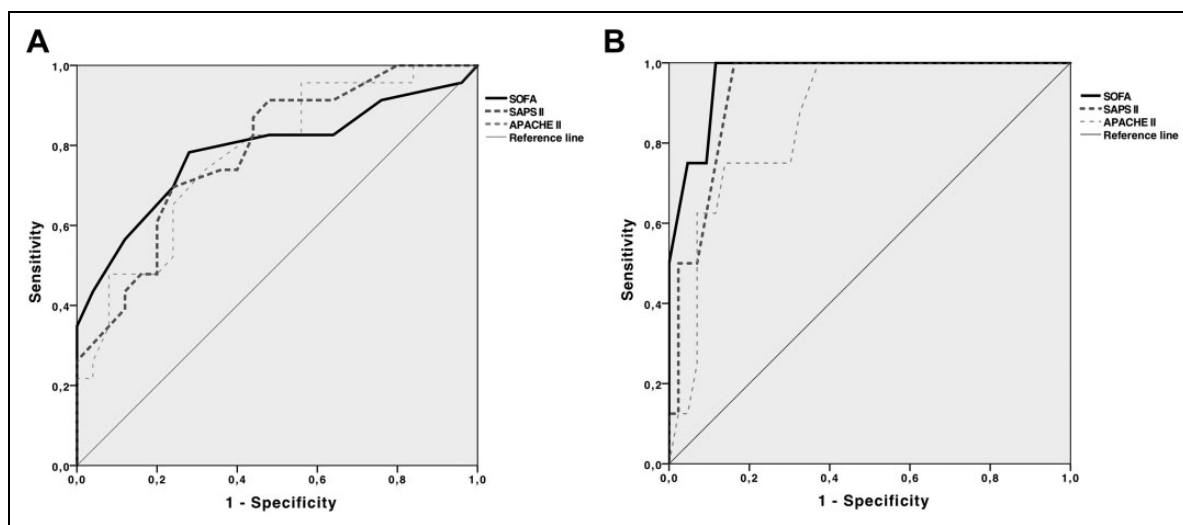 A
1,0
0,8
0,6
0,4
0,2
0,0
Sensitivity
0,0 0,2 0,4 0,6 0,8 1,0
1 - Specificity
SOFA
SAPS II
APACHE II
Reference line
B
1,0
0,8
0,6
0,4
0,2
0,0
Sensitivity
0,0 0,2 0,4 0,6 0,8 1,0
1 - Specificity
SOFA
SAPS II
APACHE II
Reference line